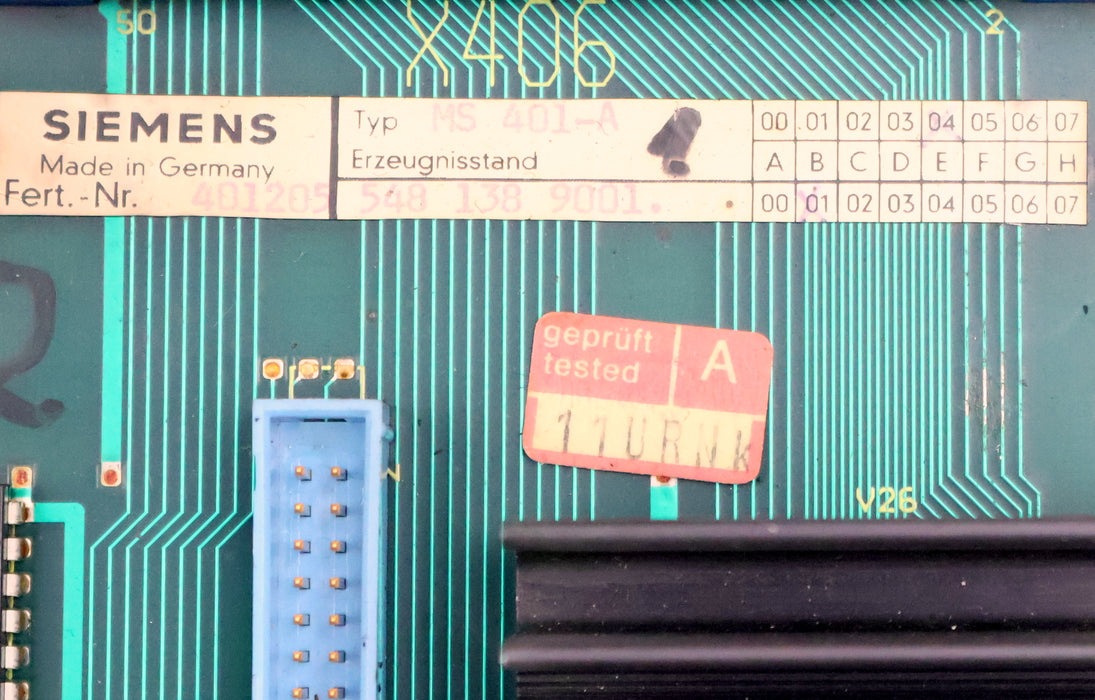 50
X406
2
SIEMENS
Made in Germany
Fert.-Nr. 401205 548 138 9001.
Typ MS 401-A
Erzeugnisstand
00 01 02 03 04 05 06 07
A B C D E F G H
00 01 02 03 04 05 06 07
geprüft
tested
A
11URNK
N
V26